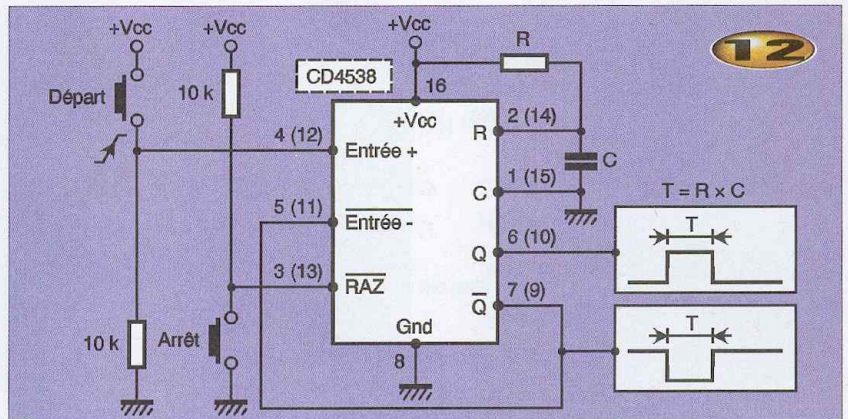 +Vcc
+Vcc
+Vcc
R
12
CD4538
Départ
10 k
16
+Vcc
4 (12)
Entrée +
R
2 (14)
C
5 (11)
Entrée -
C
1 (15)
T = R × C
T
Q
6 (10)
3 (13)
RAZ
Q
7 (9)
T
Gnd
10 k
Arrêt
8